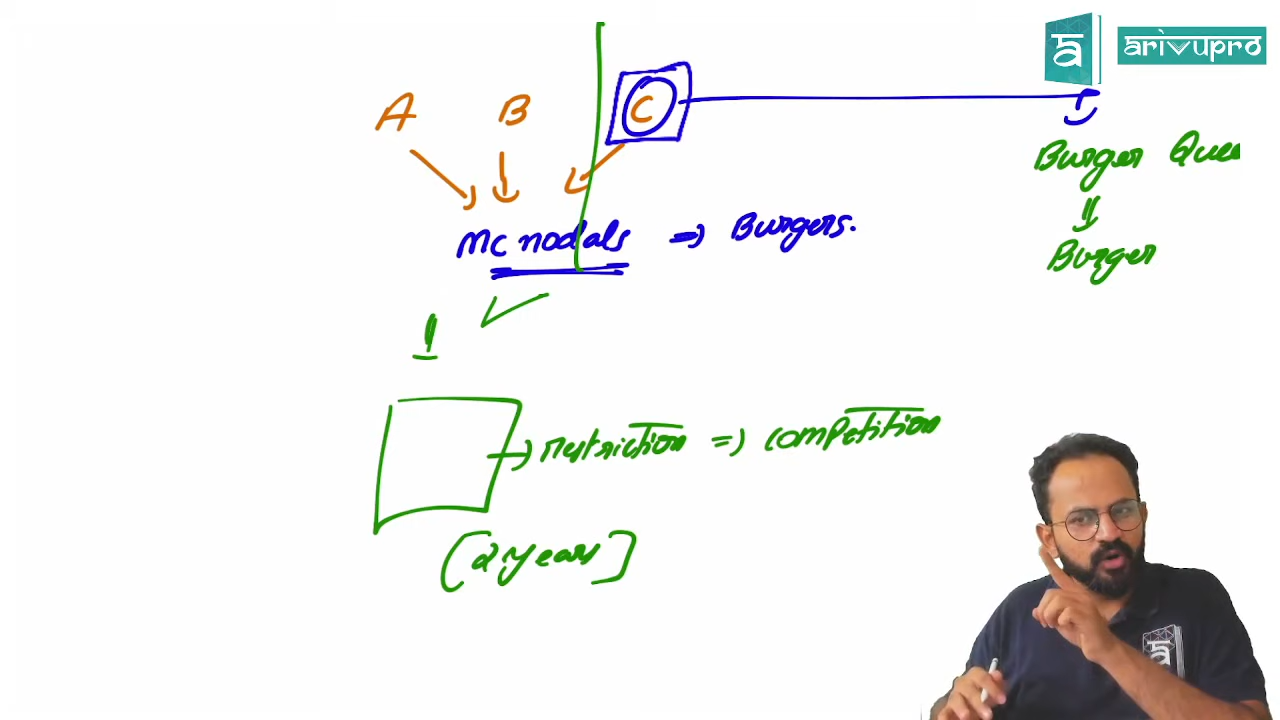 arivupro
A B C
Burger Quee
Mc nodals => Burgers.
Burger
restriction => competition
[2 years]